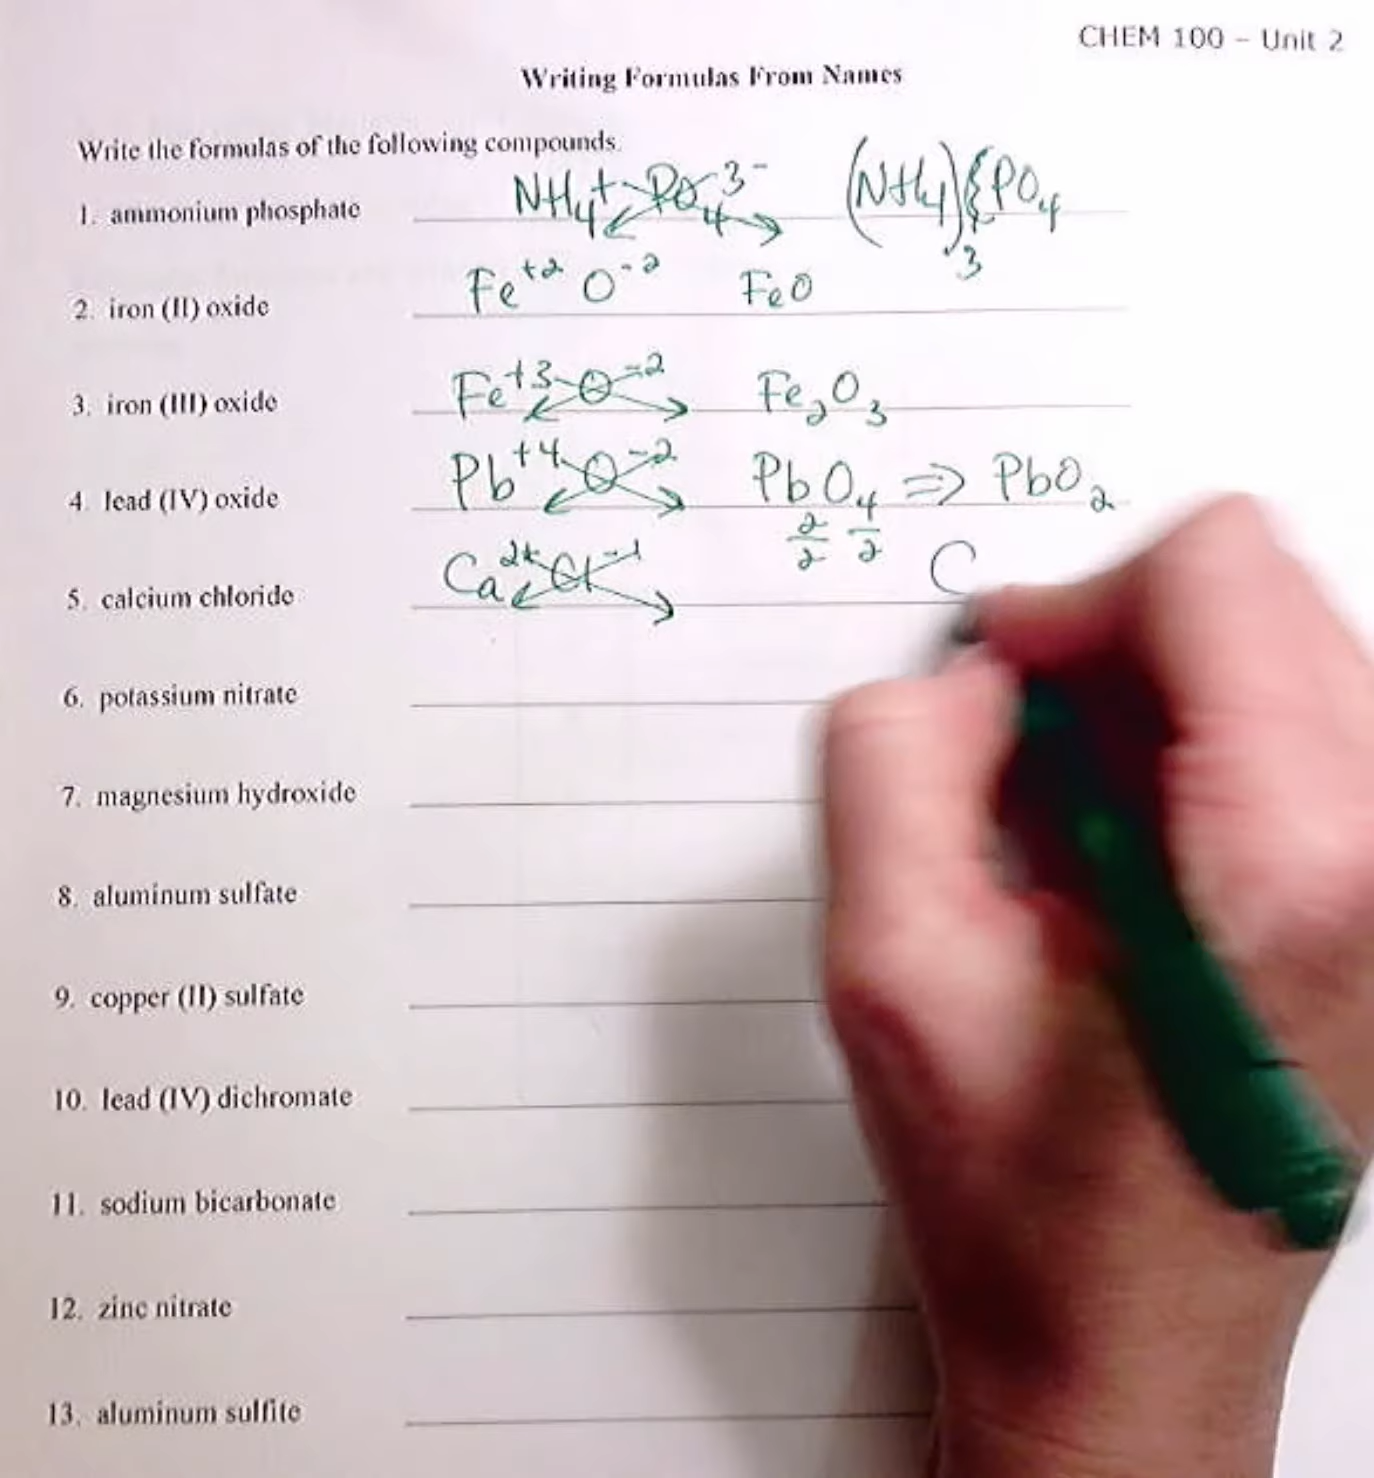 CHEM 100 – Unit 2
Writing Formulas From Names
Write the formulas of the following compounds.
1. ammonium phosphate NH₄⁺ PO₄³⁻ (NH₄)₃PO₄
2. iron (II) oxide Fe⁺² O⁻² FeO
3. iron (III) oxide Fe⁺³ O⁻² Fe₂O₃
4. lead (IV) oxide Pb⁺⁴ O⁻² Pb₂O₄ ⇒ PbO₂
2 2
5. calcium chloride Ca²⁺ Cl⁻¹ C
6. potassium nitrate
7. magnesium hydroxide
8. aluminum sulfate
9. copper (II) sulfate
10. lead (IV) dichromate
11. sodium bicarbonate
12. zinc nitrate
13. aluminum sulfite